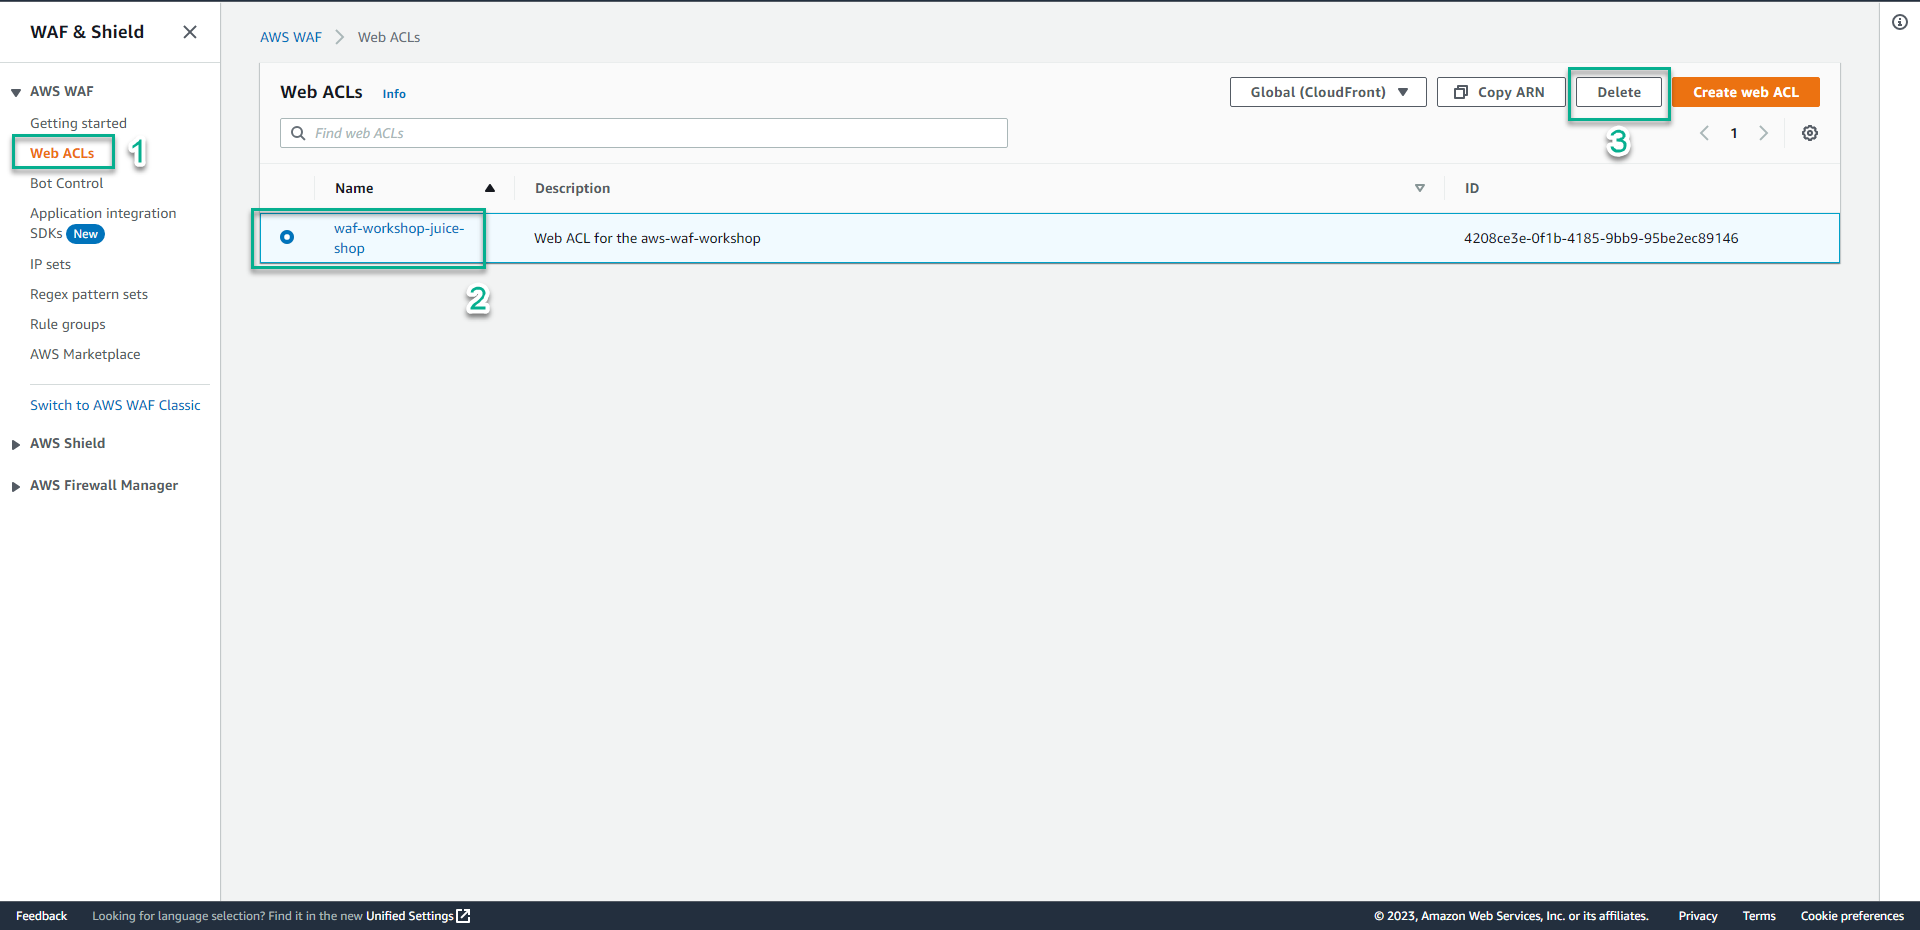 WAF & Shield
AWS WAF
Getting started
Web ACLs
1
Bot Control
Application integration
SDKs New
IP sets
Regex pattern sets
Rule groups
AWS Marketplace
Switch to AWS WAF Classic
AWS Shield
AWS Firewall Manager
AWS WAF > Web ACLs
Web ACLs Info
Global (CloudFront)
Copy ARN
Delete
Create web ACL
Find web ACLs
3
1
Name Description ID
waf-workshop-juice-
shop
Web ACL for the aws-waf-workshop
4208ce3e-0f1b-4185-9bb9-95be2ec89146
2
Feedback Looking for language selection? Find it in the new Unified Settings
© 2023, Amazon Web Services, Inc. or its affiliates. Privacy Terms Cookie preferences